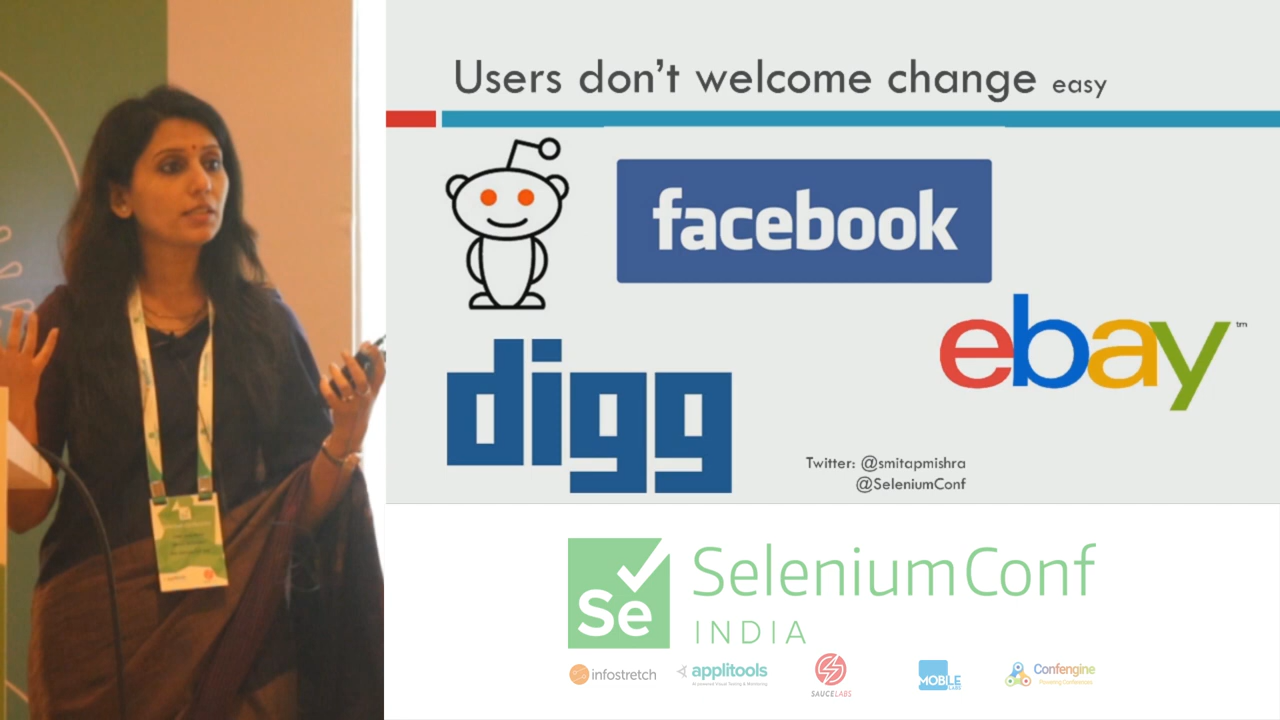 Users don't welcome change easy
facebook
ebay™
digg
Twitter: @smitapmishra
@SeleniumConf
Se
SeleniumConf
INDIA
infostretch
applitools
SAUCELABS
MOBILE
LABS
Confengine